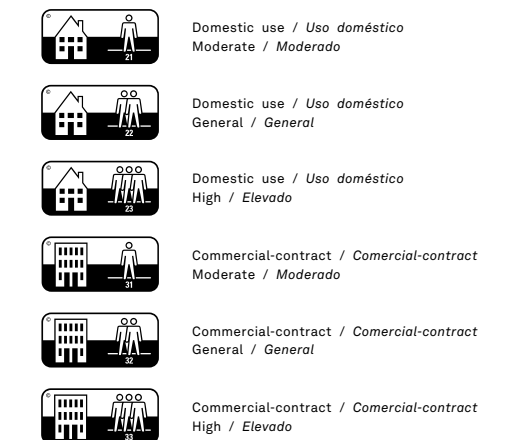 ©
21
Domestic use / Uso doméstico
Moderate / Moderado
©
22
Domestic use / Uso doméstico
General / General
©
23
Domestic use / Uso doméstico
High / Elevado
©
31
Commercial-contract / Comercial-contract
Moderate / Moderado
©
32
Commercial-contract / Comercial-contract
General / General
©
33
Commercial-contract / Comercial-contract
High / Elevado